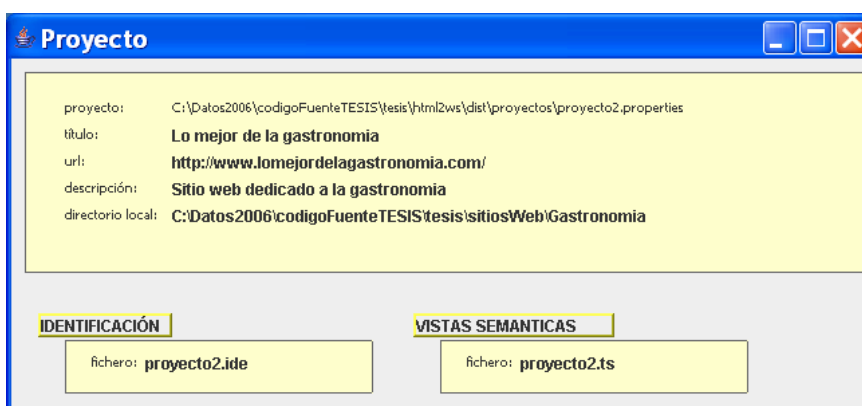 Proyecto
proyecto: C:\Datos2006\codigoFuenteTESIS\tesis\html2ws\dist\proyectos\proyecto2.properties
título: Lo mejor de la gastronomia
url: http://www.lomejordelagastronomia.com/
descripción: Sitio web dedicado a la gastronomia
directorio local: C:\Datos2006\codigoFuenteTESIS\tesis\sitiosWeb\Gastronomia
IDENTIFICACIÓN VISTAS SEMANTICAS
fichero: proyecto2.ide fichero: proyecto2.ts